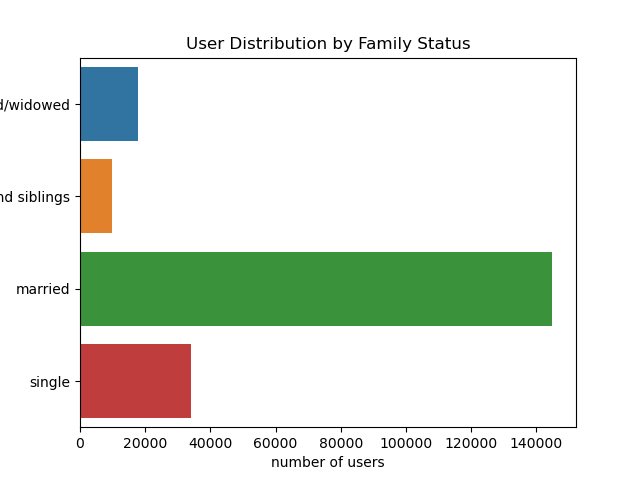 User Distribution by Family Status
/widowed
siblings
married
single
0 20000 40000 60000 80000 100000 120000 140000
number of users